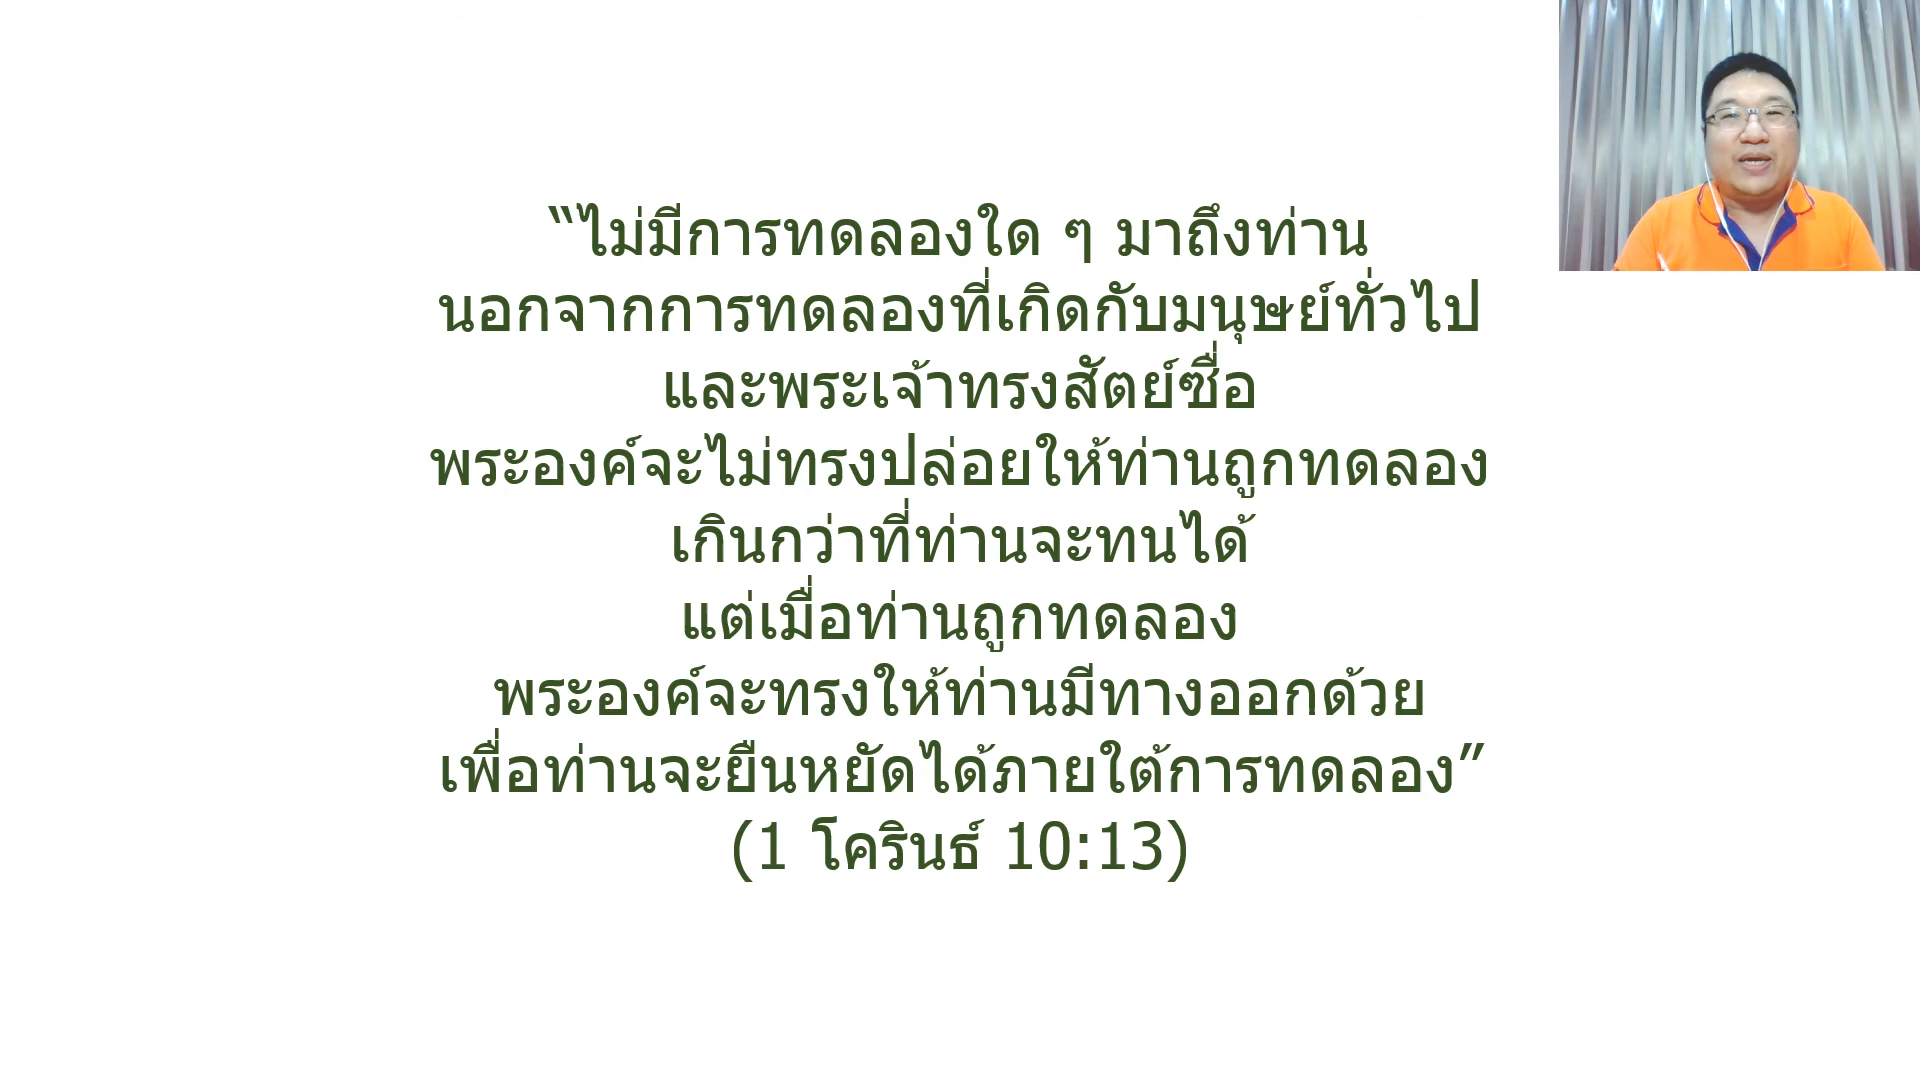 “ไม่มีการทดลองใด ๆ มาถึงท่าน
นอกจากการทดลองที่เกิดกับมนุษย์ทั่วไป
และพระเจ้าทรงสัตย์ซื่อ
พระองค์จะไม่ทรงปล่อยให้ท่านถูกทดลอง
เกินกว่าที่ท่านจะทนได้
แต่เมื่อท่านถูกทดลอง
พระองค์จะทรงให้ท่านมีทางออกด้วย
เพื่อท่านจะยืนหยัดได้ภายใต้การทดลอง”
(1 โครินธ์ 10:13)